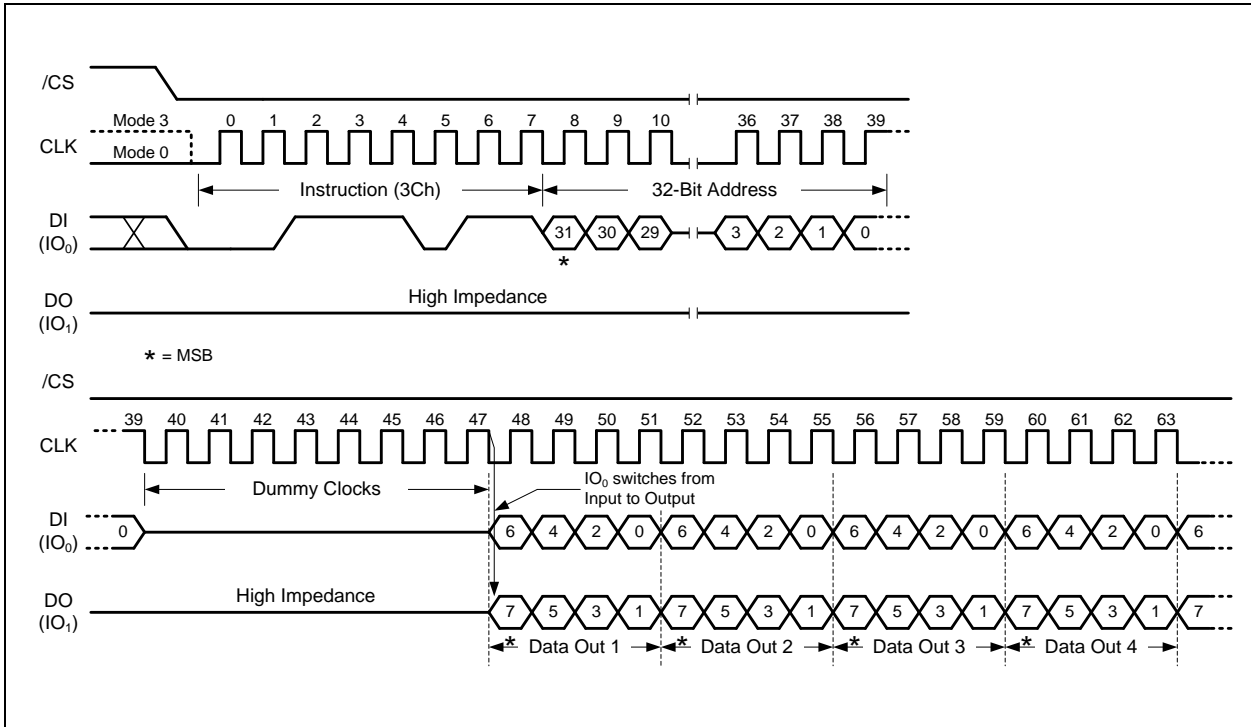 /CS
Mode 3 0 1 2 3 4 5 6 7 8 9 10 36 37 38 39
CLK
Mode 0
Instruction (3Ch) 32-Bit Address
DI
(IO0) 31 30 29 3 2 1 0
*
DO High Impedance
(IO1)
* = MSB
/CS
39 40 41 42 43 44 45 46 47 48 49 50 51 52 53 54 55 56 57 58 59 60 61 62 63
CLK
Dummy Clocks
IO0 switches from
Input to Output
DI
(IO0) 0 6 4 2 0 6 4 2 0 6 4 2 0 6 4 2 0 6
DO High Impedance
(IO1) 7 5 3 1 7 5 3 1 7 5 3 1 7 5 3 1 7
* Data Out 1 * Data Out 2 * Data Out 3 * Data Out 4